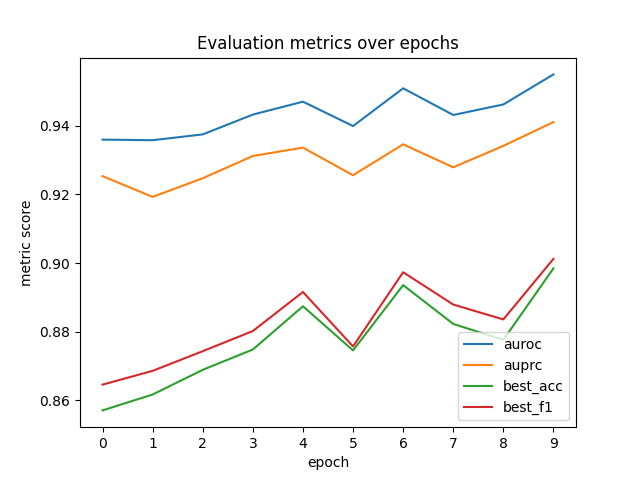 Evaluation metrics over epochs
metric score
0.94
0.92
0.90
0.88
0.86
0 1 2 3 4 5 6 7 8 9
epoch
auroc
auprc
best_acc
best_f1